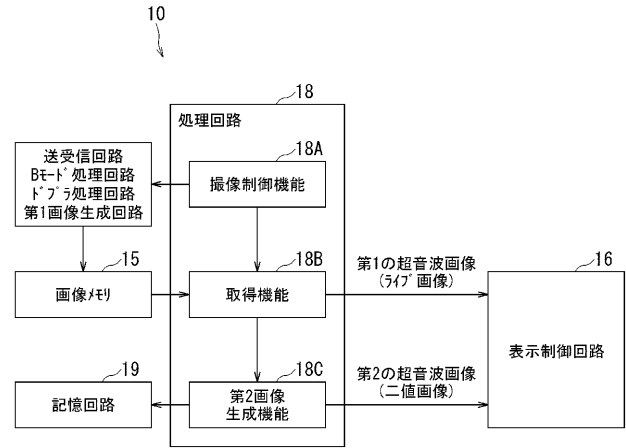 10
18
処理回路
送受信回路
Bモード処理回路
ドプラ処理回路
第1画像生成回路
18A
撮像制御機能
15
画像メモリ
18B
取得機能
第1の超音波画像
(ライブ画像)
16
表示制御回路
19
記憶回路
18C
第2画像
生成機能
第2の超音波画像
(二値画像)